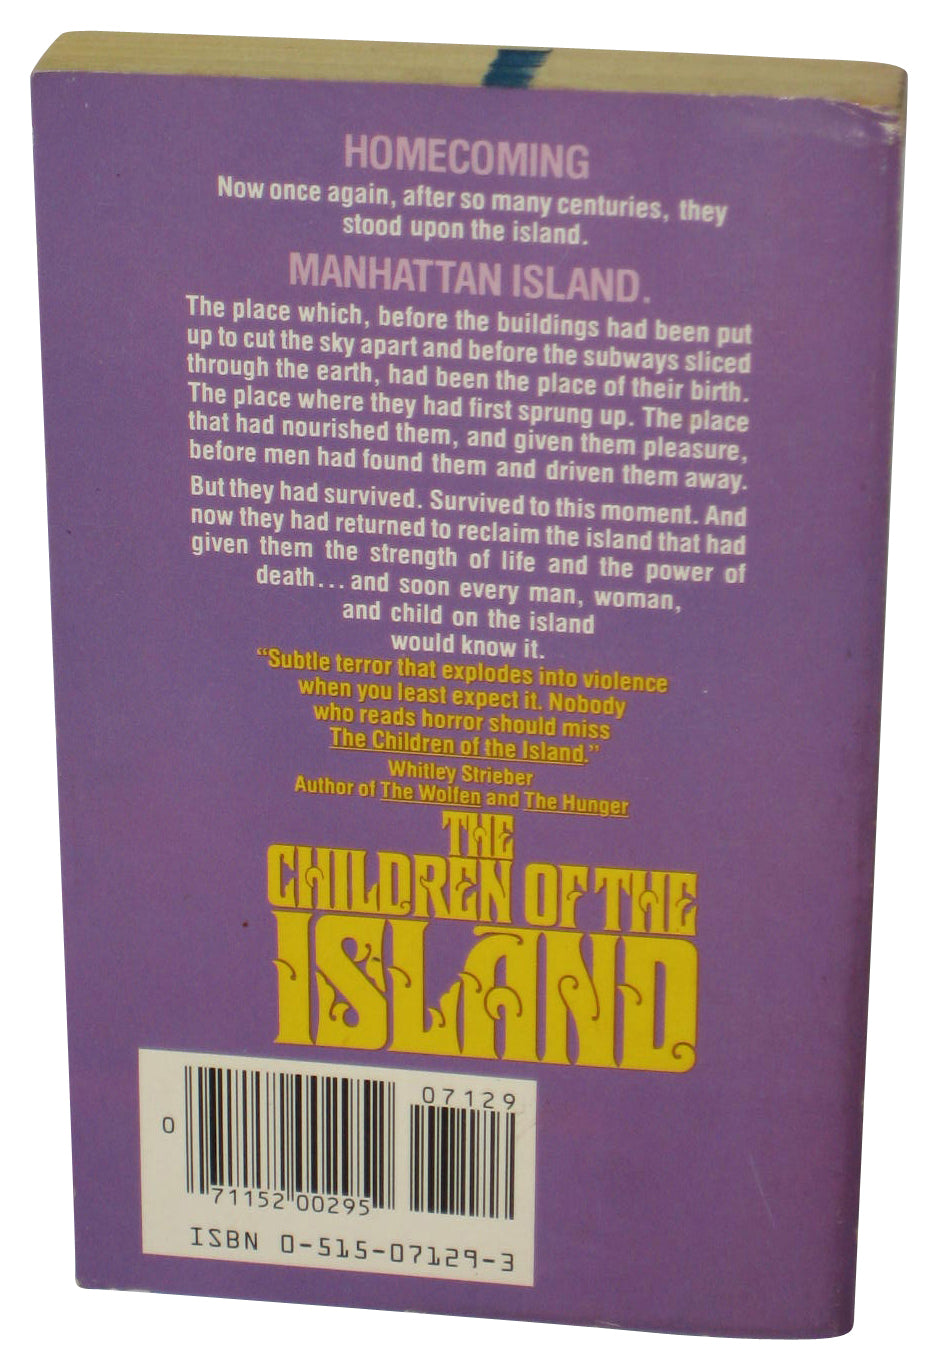 HOMECOMING
Now once again, after so many centuries, they
stood upon the island.
MANHATTAN ISLAND.
The place which, before the buildings had been put
up to cut the sky apart and before the subways sliced
through the earth, had been the place of their birth.
The place where they had first sprung up. The place
that had nourished them, and given them pleasure,
before men had found them and driven them away.
But they had survived. Survived to this moment. And
now they had returned to reclaim the island that had
given them the strength of life and the power of
death...and soon every man, woman,
and child on the island
would know it.
"Subtle terror that explodes into violence
when you least expect it. Nobody
who reads horror should miss
The Children of the Island."
Whitley Strieber
Author of The Wolfen and The Hunger
THE
CHILDREN OF THE
ISLAND
07129
0
71152 00295
ISBN 0-515-07129-3